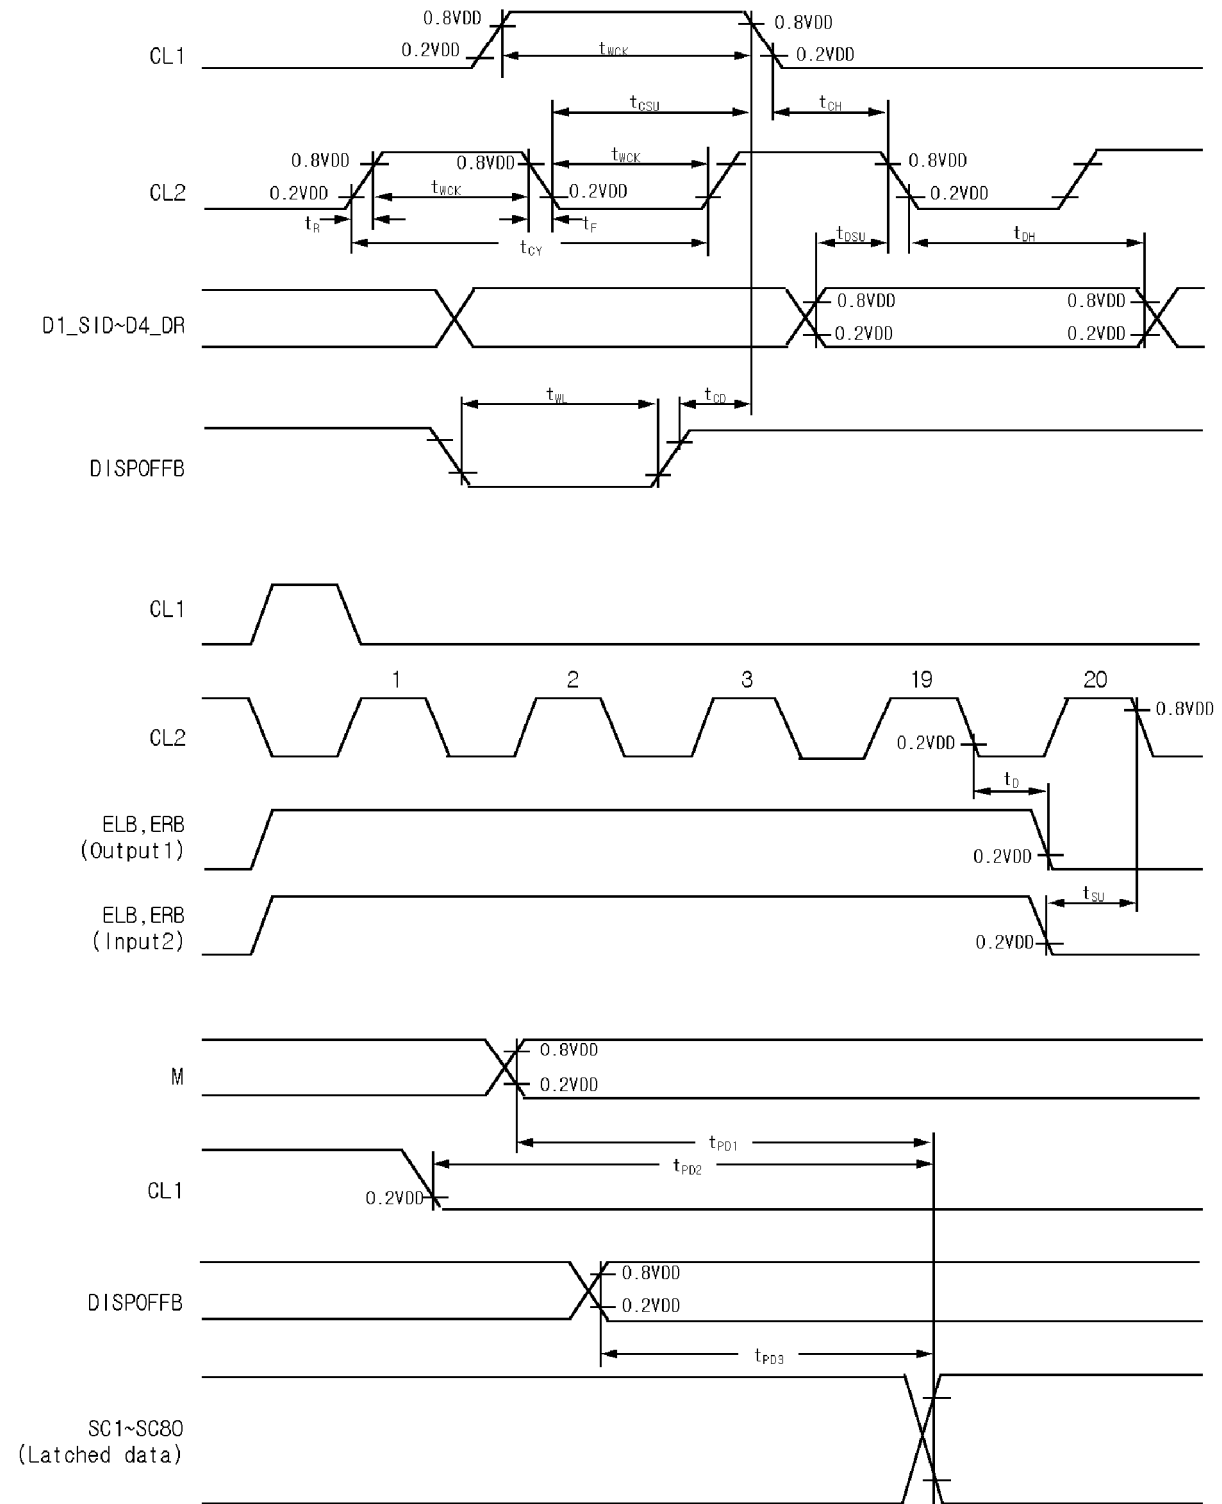 0.8VDD
0.8VDD
0.2VDD
tWCK
0.2VDD
CL1
tCSU
tCH
0.8VDD
0.8VDD
tWCK
0.8VDD
CL2
0.2VDD
tWCK
0.2VDD
0.2VDD
tR
tF
tCY
tDSU
tDH
0.8VDD
0.8VDD
D1_SID~D4_DR
0.2VDD
0.2VDD
tWL
tCD
DISPOFFB
CL1
1
2
3
19
20
0.8VDD
CL2
0.2VDD
tD
ELB,ERB
(Output1)
0.2VDD
tSU
ELB,ERB
(Input2)
0.2VDD
0.8VDD
M
0.2VDD
tPD1
tPD2
CL1
0.2VDD
0.8VDD
DISPOFFB
0.2VDD
tPD3
SC1~SC80
(Latched data)